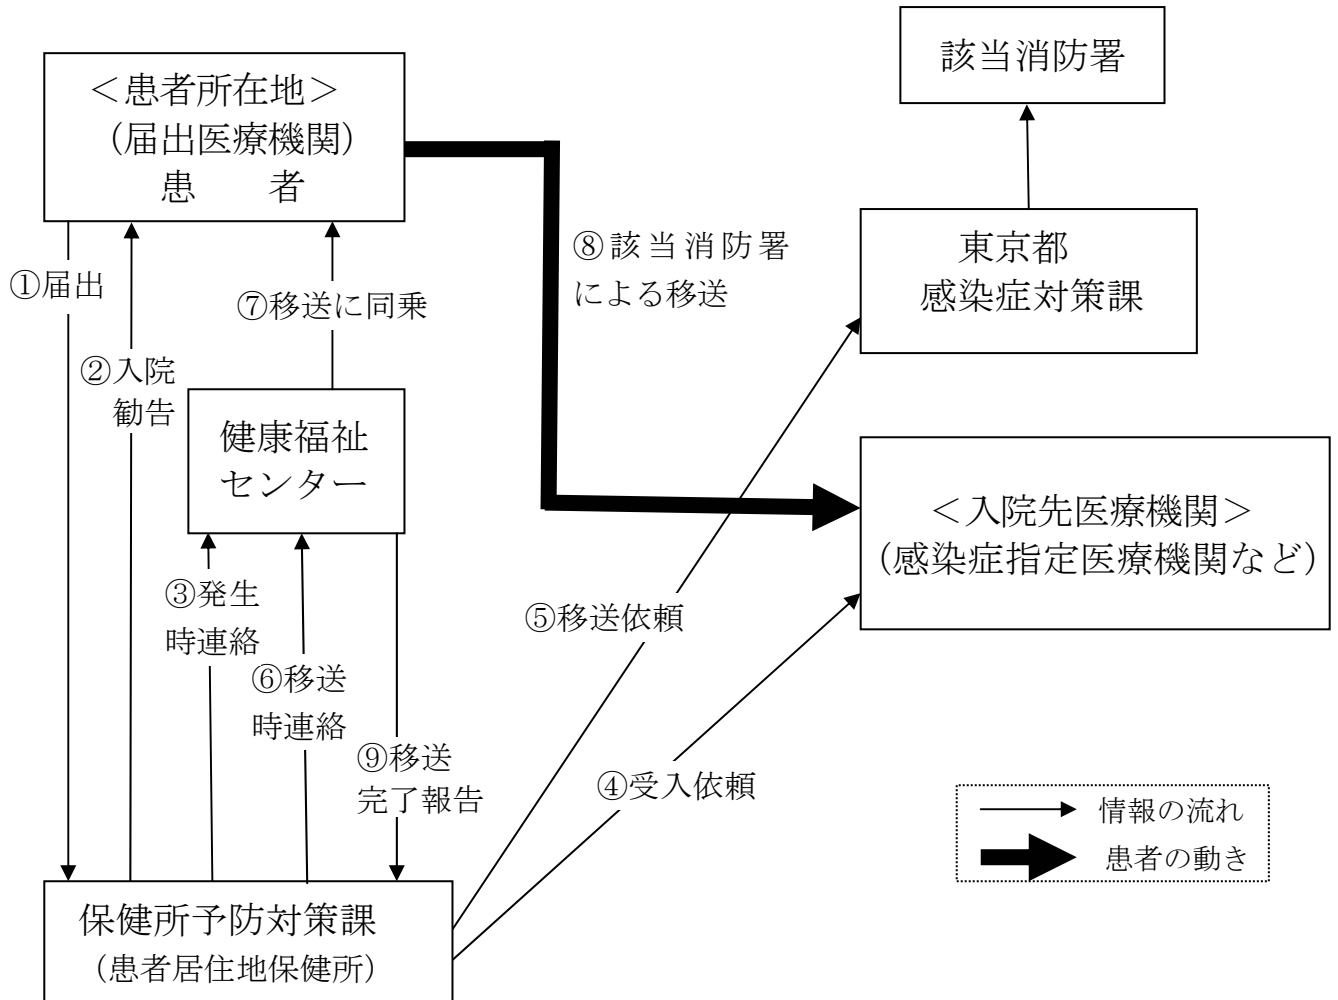 該当消防署
＜患者所在地＞
（届出医療機関）
患　　者
東京都
感染症対策課
①届出
②入院
勧告
⑦移送に同乗
⑧該当消防署
による移送
健康福祉
センター
＜入院先医療機関＞
（感染症指定医療機関など）
③発生
時連絡
⑥移送
時連絡
⑨移送
完了報告
⑤移送依頼
④受入依頼
情報の流れ
患者の動き
保健所予防対策課
（患者居住地保健所）